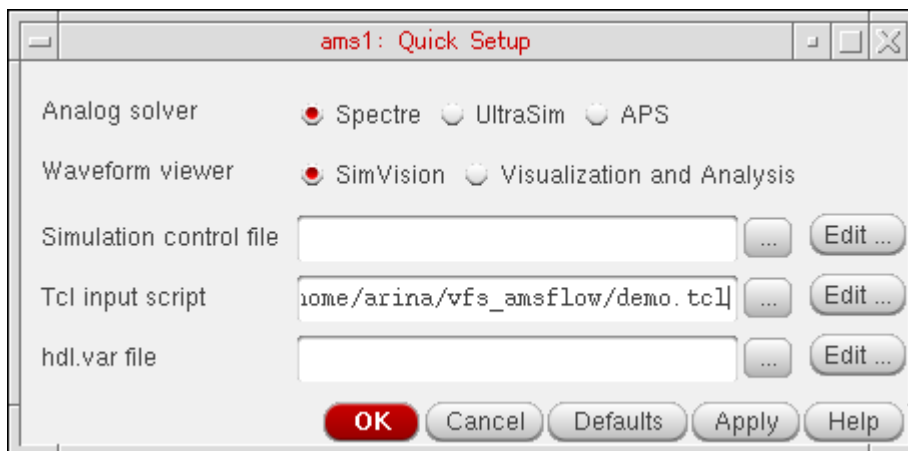 ams1: Quick Setup
Analog solver Spectre UltraSim APS
Waveform viewer SimVision Visualization and Analysis
Simulation control file ... Edit ...
Tcl input script home/arina/vfs_amsflow/demo.tcl ... Edit ...
hdl.var file ... Edit ...
OK Cancel Defaults Apply Help